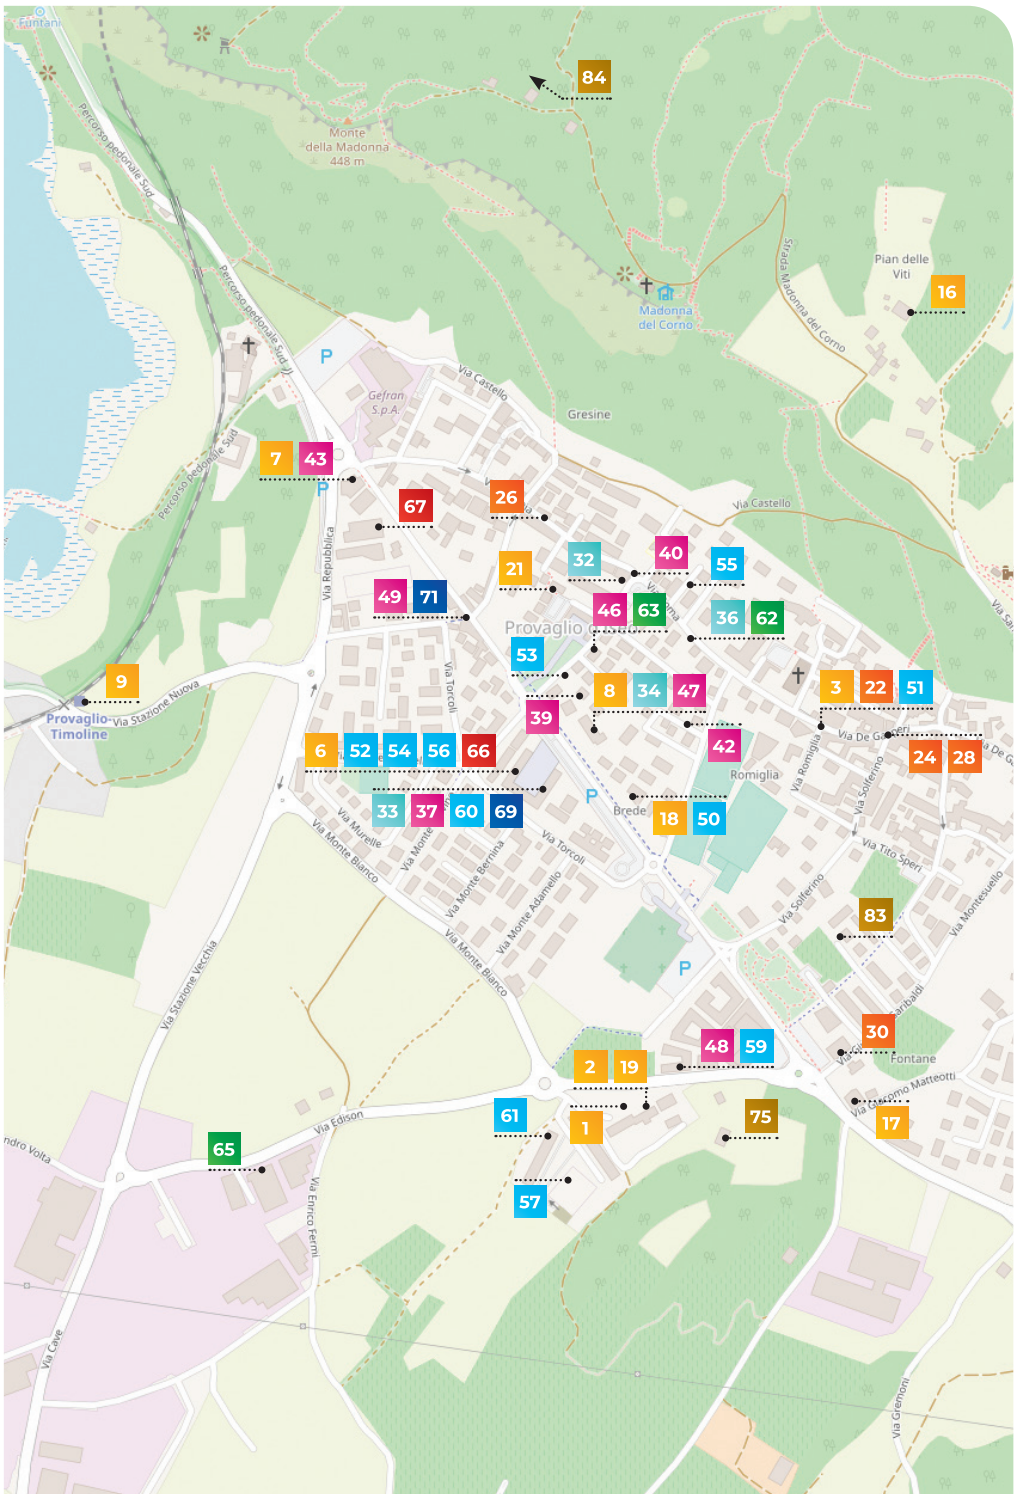 Funtanì
84
Percorso pedonale Sud
Monte
della Madonna
448 m
Strada Madonna del Corno
Pian delle
Viti
16
Madonna
del Corno
Percorso pedonale Sud
P
Gefran
S.p.A.
Via Castello
Gresine
Percorso pedonale Sud
7 43
P
67
26
Via Castello
Via Repubblica
21
32
40
55
49 71
46 63
36 62
Provaglio d'Iseo
53
9
Via Stazione Nuova
Provaglio-
Timoline
Via Torcoli
8 34 47
3 22 51
39
42
Via De Gasperi
24 28
6 52 54 56 66
Romiglia
Via Romiglia
Via Solferino
P
33 37 60 69
Brede
18 50
Via Murelle
Via Monte Bianco
Via Monte
Via Torcoli
Via Tito Speri
Via Monte Bernina
Via Monte Adamello
Via Solferino
Via Montesuello
83
Via Stazione Vecchia
Via Monte Bianco
P
Garibaldi
30
48 59
Fontane
2 19
Via Giacomo Matteotti
61
1
75
17
Via Edison
65
57
Via Enrico Fermi
Via Cave
Via Gremoni